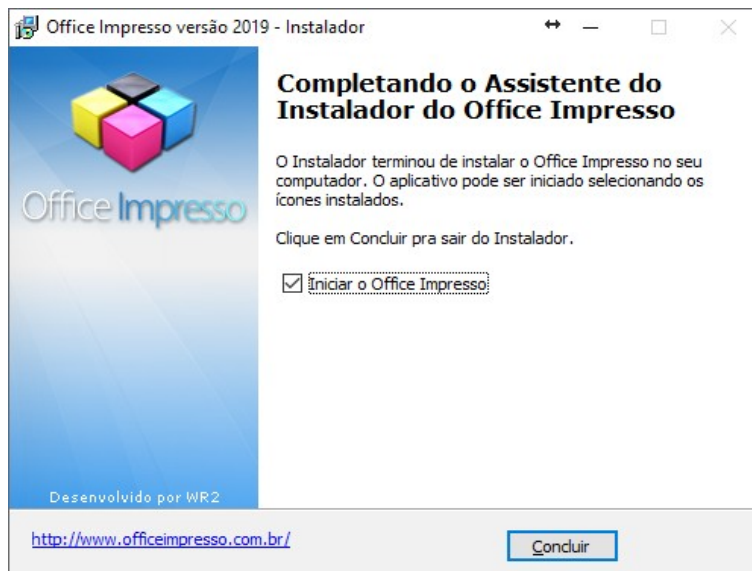 Office Impresso versão 2019 - Instalador
Office Impresso
Desenvolvido por WR2
Completando o Assistente do
Instalador do Office Impresso
O Instalador terminou de instalar o Office Impresso no seu
computador. O aplicativo pode ser iniciado selecionando os
ícones instalados.
Clique em Concluir pra sair do Instalador.
Iniciar o Office Impresso
http://www.officeimpresso.com.br/
Concluir